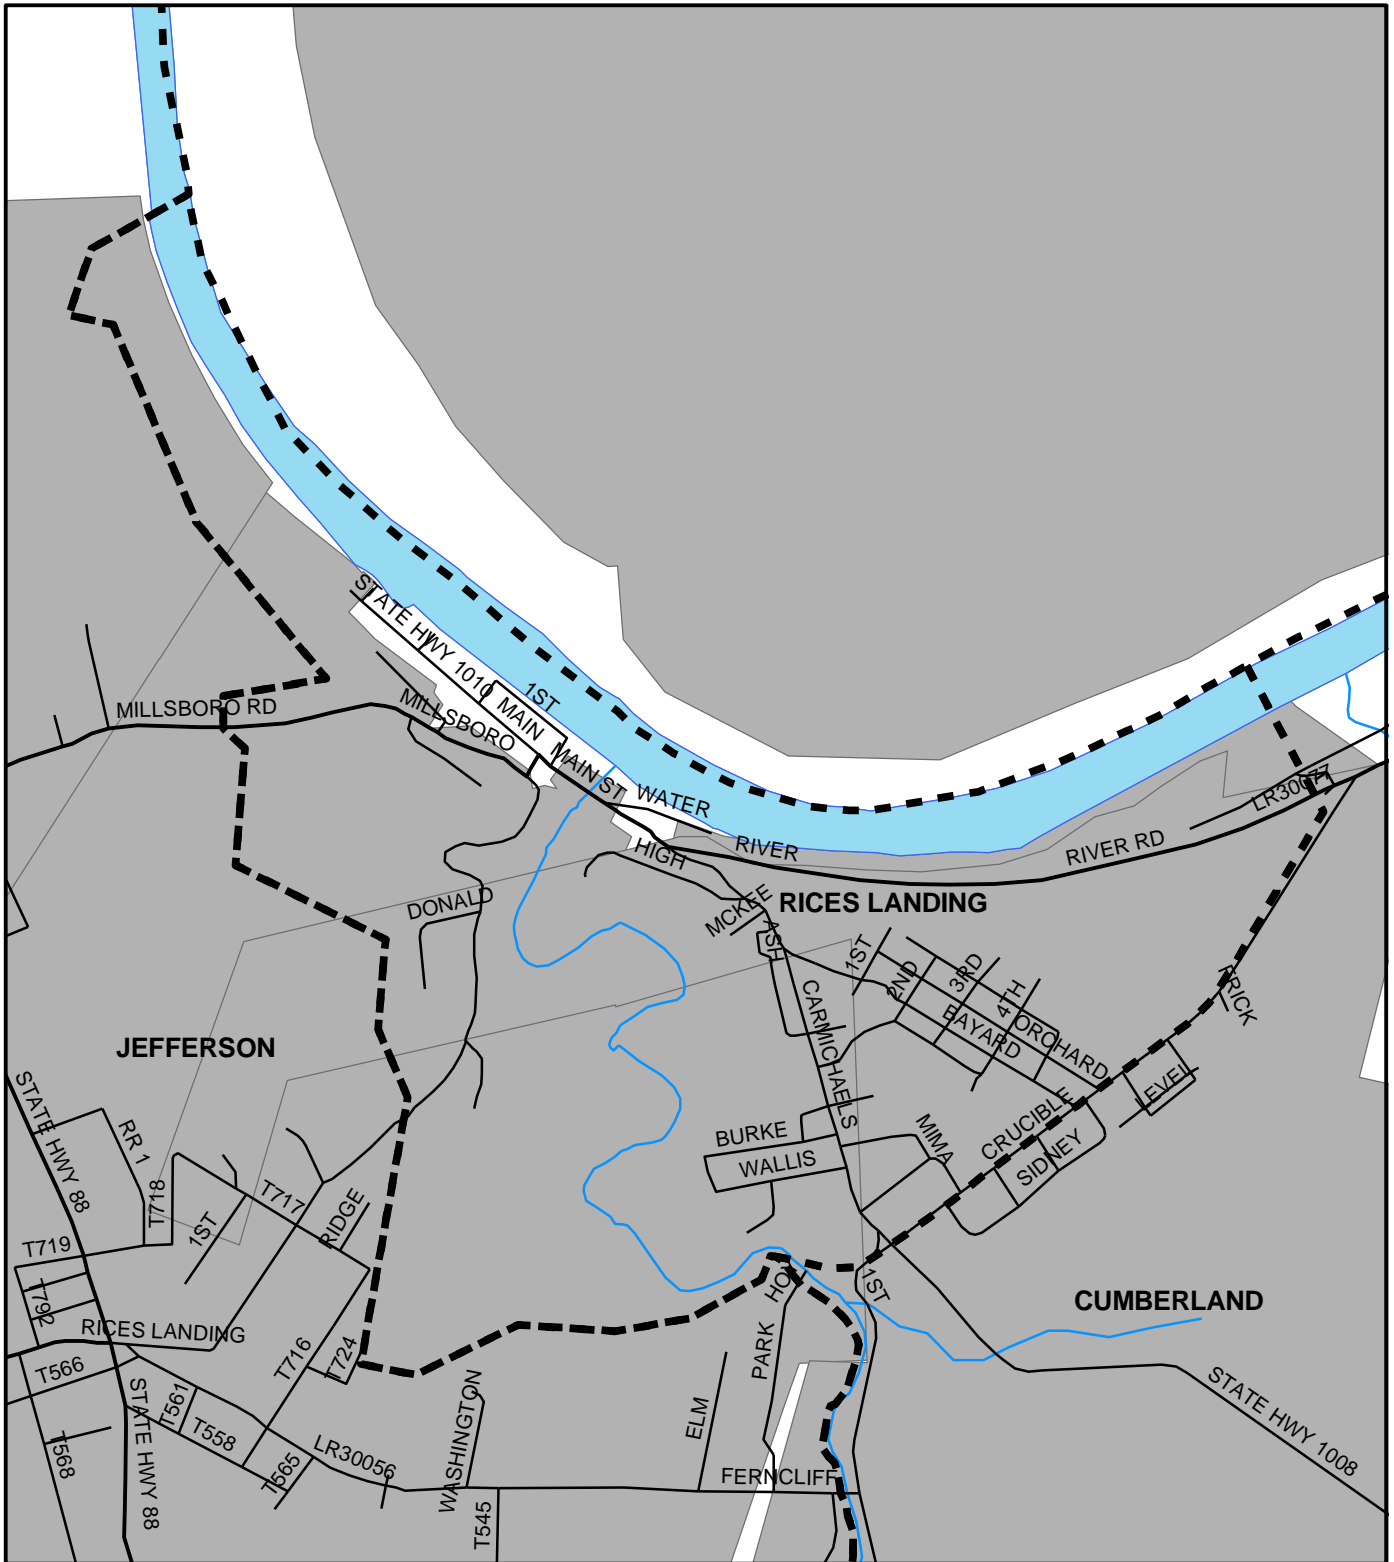 STATE HWY 1010
1ST
MILLSBORO RD
MILLSBORO
MAIN
MAIN ST
WATER
LR30077
RIVER
RIVER RD
HIGH
DONALD
MCKEE
RICES LANDING
ASH
1ST
2ND
3RD
4TH
FRICK
CARMICHAELS
BAYARD
ORCHARD
JEFFERSON
STATE HWY 88
RR 1
LEVEL
CRUCIBLE
BURKE
MIMA
SIDNEY
WALLIS
T718
T717
1ST
RIDGE
T719
T792
1ST
CUMBERLAND
RICES LANDING
PARK
T566
T716
T724
STATE HWY 88
T561
T558
WASHINGTON
ELM
STATE HWY 1008
T568
T565
LR30056
FERNCLIFF
T545